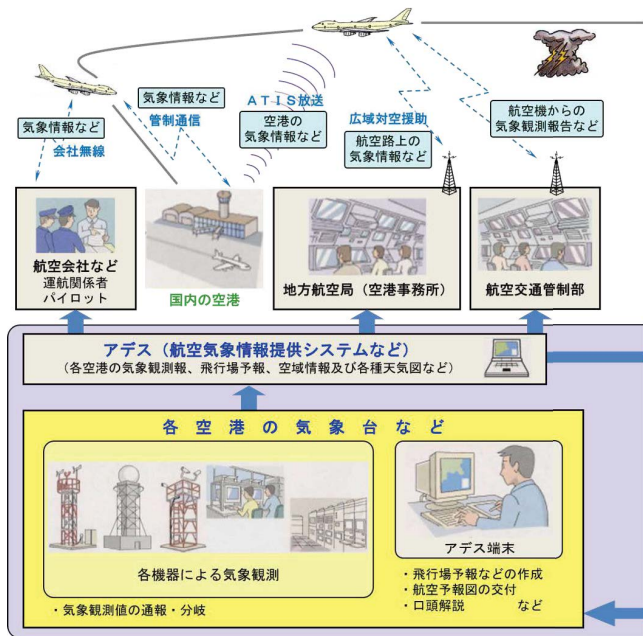 気象情報など
会社無線
気象情報など
管制通信
ＡＴＩＳ放送
空港の
気象情報など
広域対空援助
航空路上の
気象情報など
航空機からの
気象観測報告など
航空会社など
運航関係者
パイロット
国内の空港
地方航空局（空港事務所）
航空交通管制部
アデス（航空気象情報提供システムなど）
（各空港の気象観測報、飛行場予報、空域情報及び各種天気図など）
各空港の気象台など
各機器による気象観測
・気象観測値の通報・分岐
アデス端末
・飛行場予報などの作成
・航空予報図の交付
・口頭解説　　など